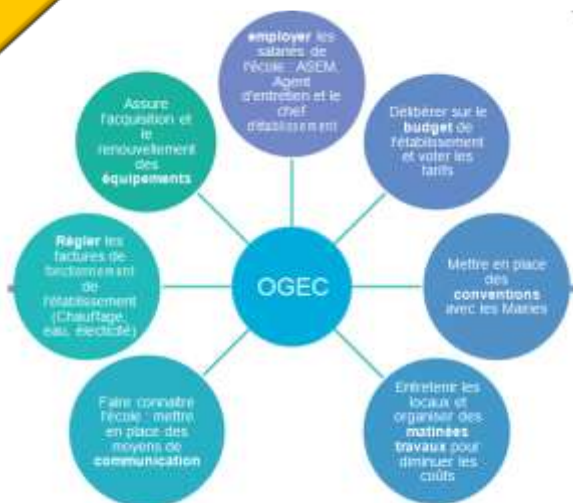 employer les
salariés de
l'école : ASEM,
Agent
d'entretien et le
chef
d'établissement
Délibérer sur le
budget de
l'établissement
et voter les
tarifs
Mettre en place
des
conventions
avec les Mairies
Entretenir les
locaux et
organiser des
matinées
travaux pour
diminuer les
coûts
Faire connaitre
l'école : mettre
en place des
moyens de
communication
Régler les
factures de
fonctionnement
de
l'établissement
(Chauffage,
eau, électricité)
Assure
l'acquisition et
le
renouvellement
des
équipements
OGEC